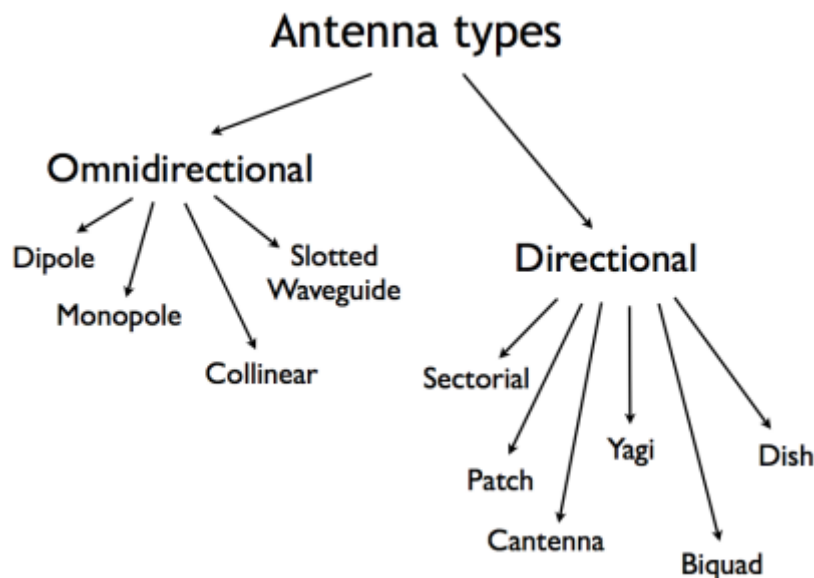 Antenna types
Omnidirectional
Dipole
Monopole
Collinear
Slotted
Waveguide
Directional
Sectorial
Patch
Cantenna
Yagi
Biquad
Dish